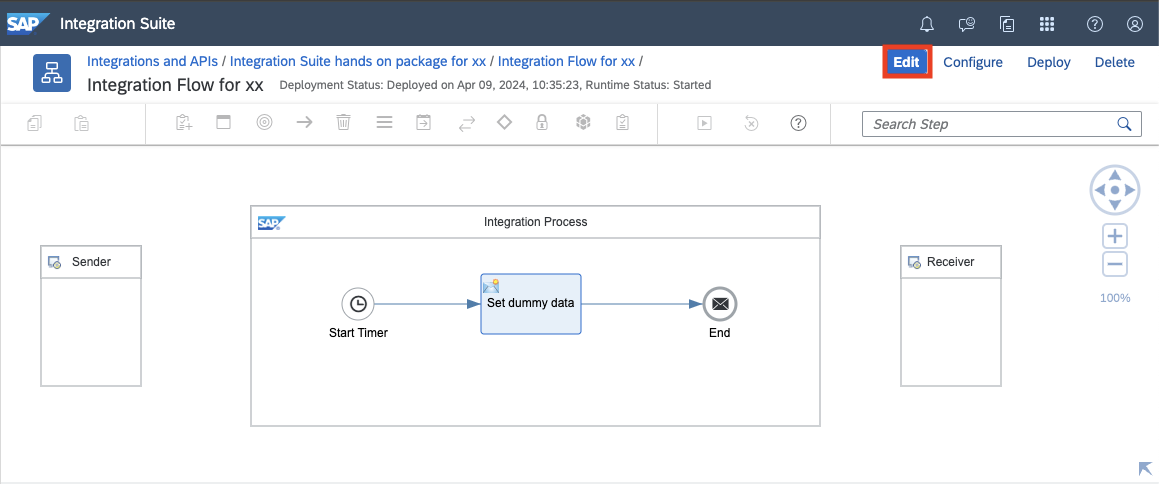 SAP Integration Suite
Integrations and APIs / Integration Suite hands on package for xx / Integration Flow for xx /
Edit Configure Deploy Delete
Integration Flow for xx Deployment Status: Deployed on Apr 09, 2024, 10:35:23, Runtime Status: Started
Search Step
SAP Integration Process
Sender
Receiver
Set dummy data
Start Timer
End
100%